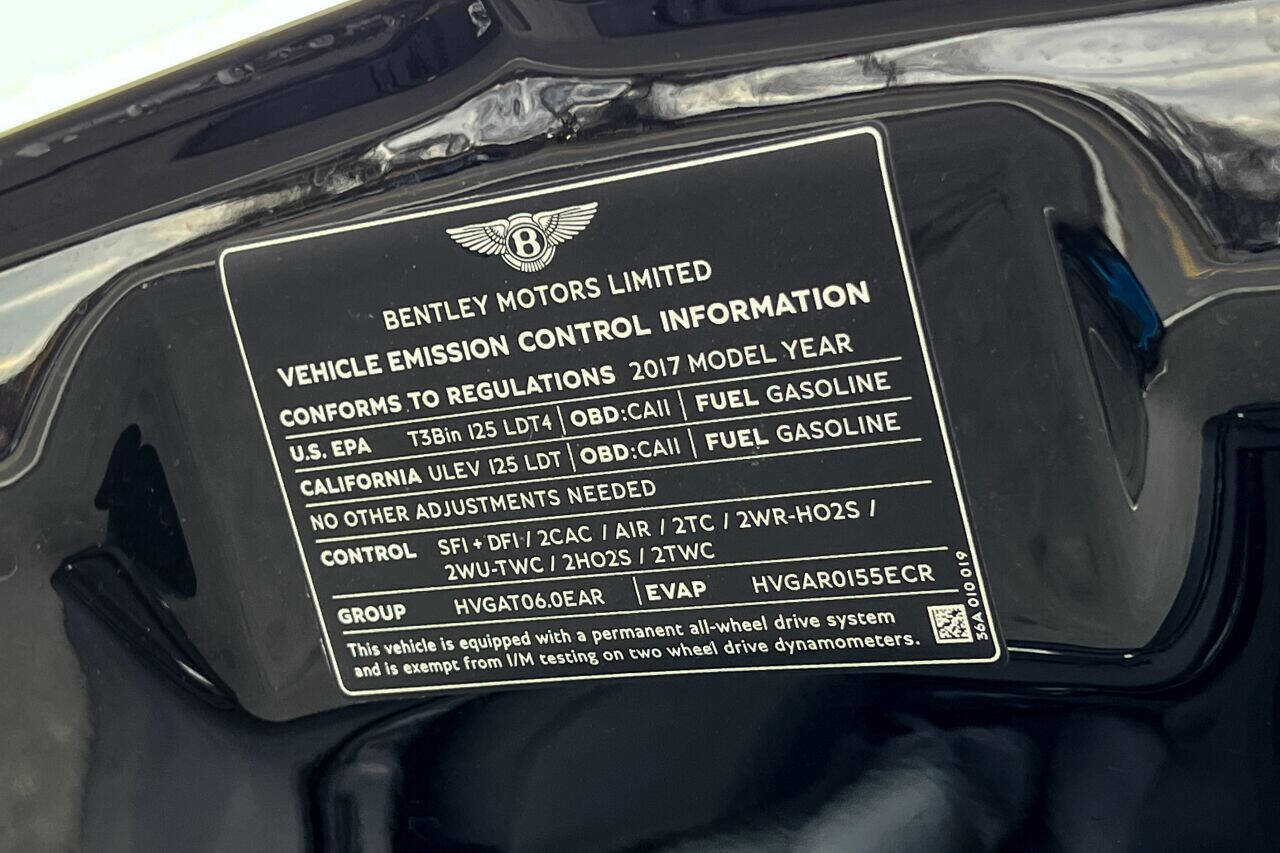 B
BENTLEY MOTORS LIMITED
VEHICLE EMISSION CONTROL INFORMATION
CONFORMS TO REGULATIONS 2017 MODEL YEAR
U.S. EPA T3Bin 125 LDT4 | OBD:CAII | FUEL GASOLINE
CALIFORNIA ULEV 125 LDT | OBD:CAII | FUEL GASOLINE
NO OTHER ADJUSTMENTS NEEDED
CONTROL SFI + DFI / 2CAC / AIR / 2TC / 2WR-HO2S /
2WU-TWC / 2HO2S / 2TWC
GROUP HVGAT06.0EAR | EVAP HVGAR0155ECR
This vehicle is equipped with a permanent all-wheel drive system
and is exempt from I/M testing on two wheel drive dynamometers.
36A 010 019